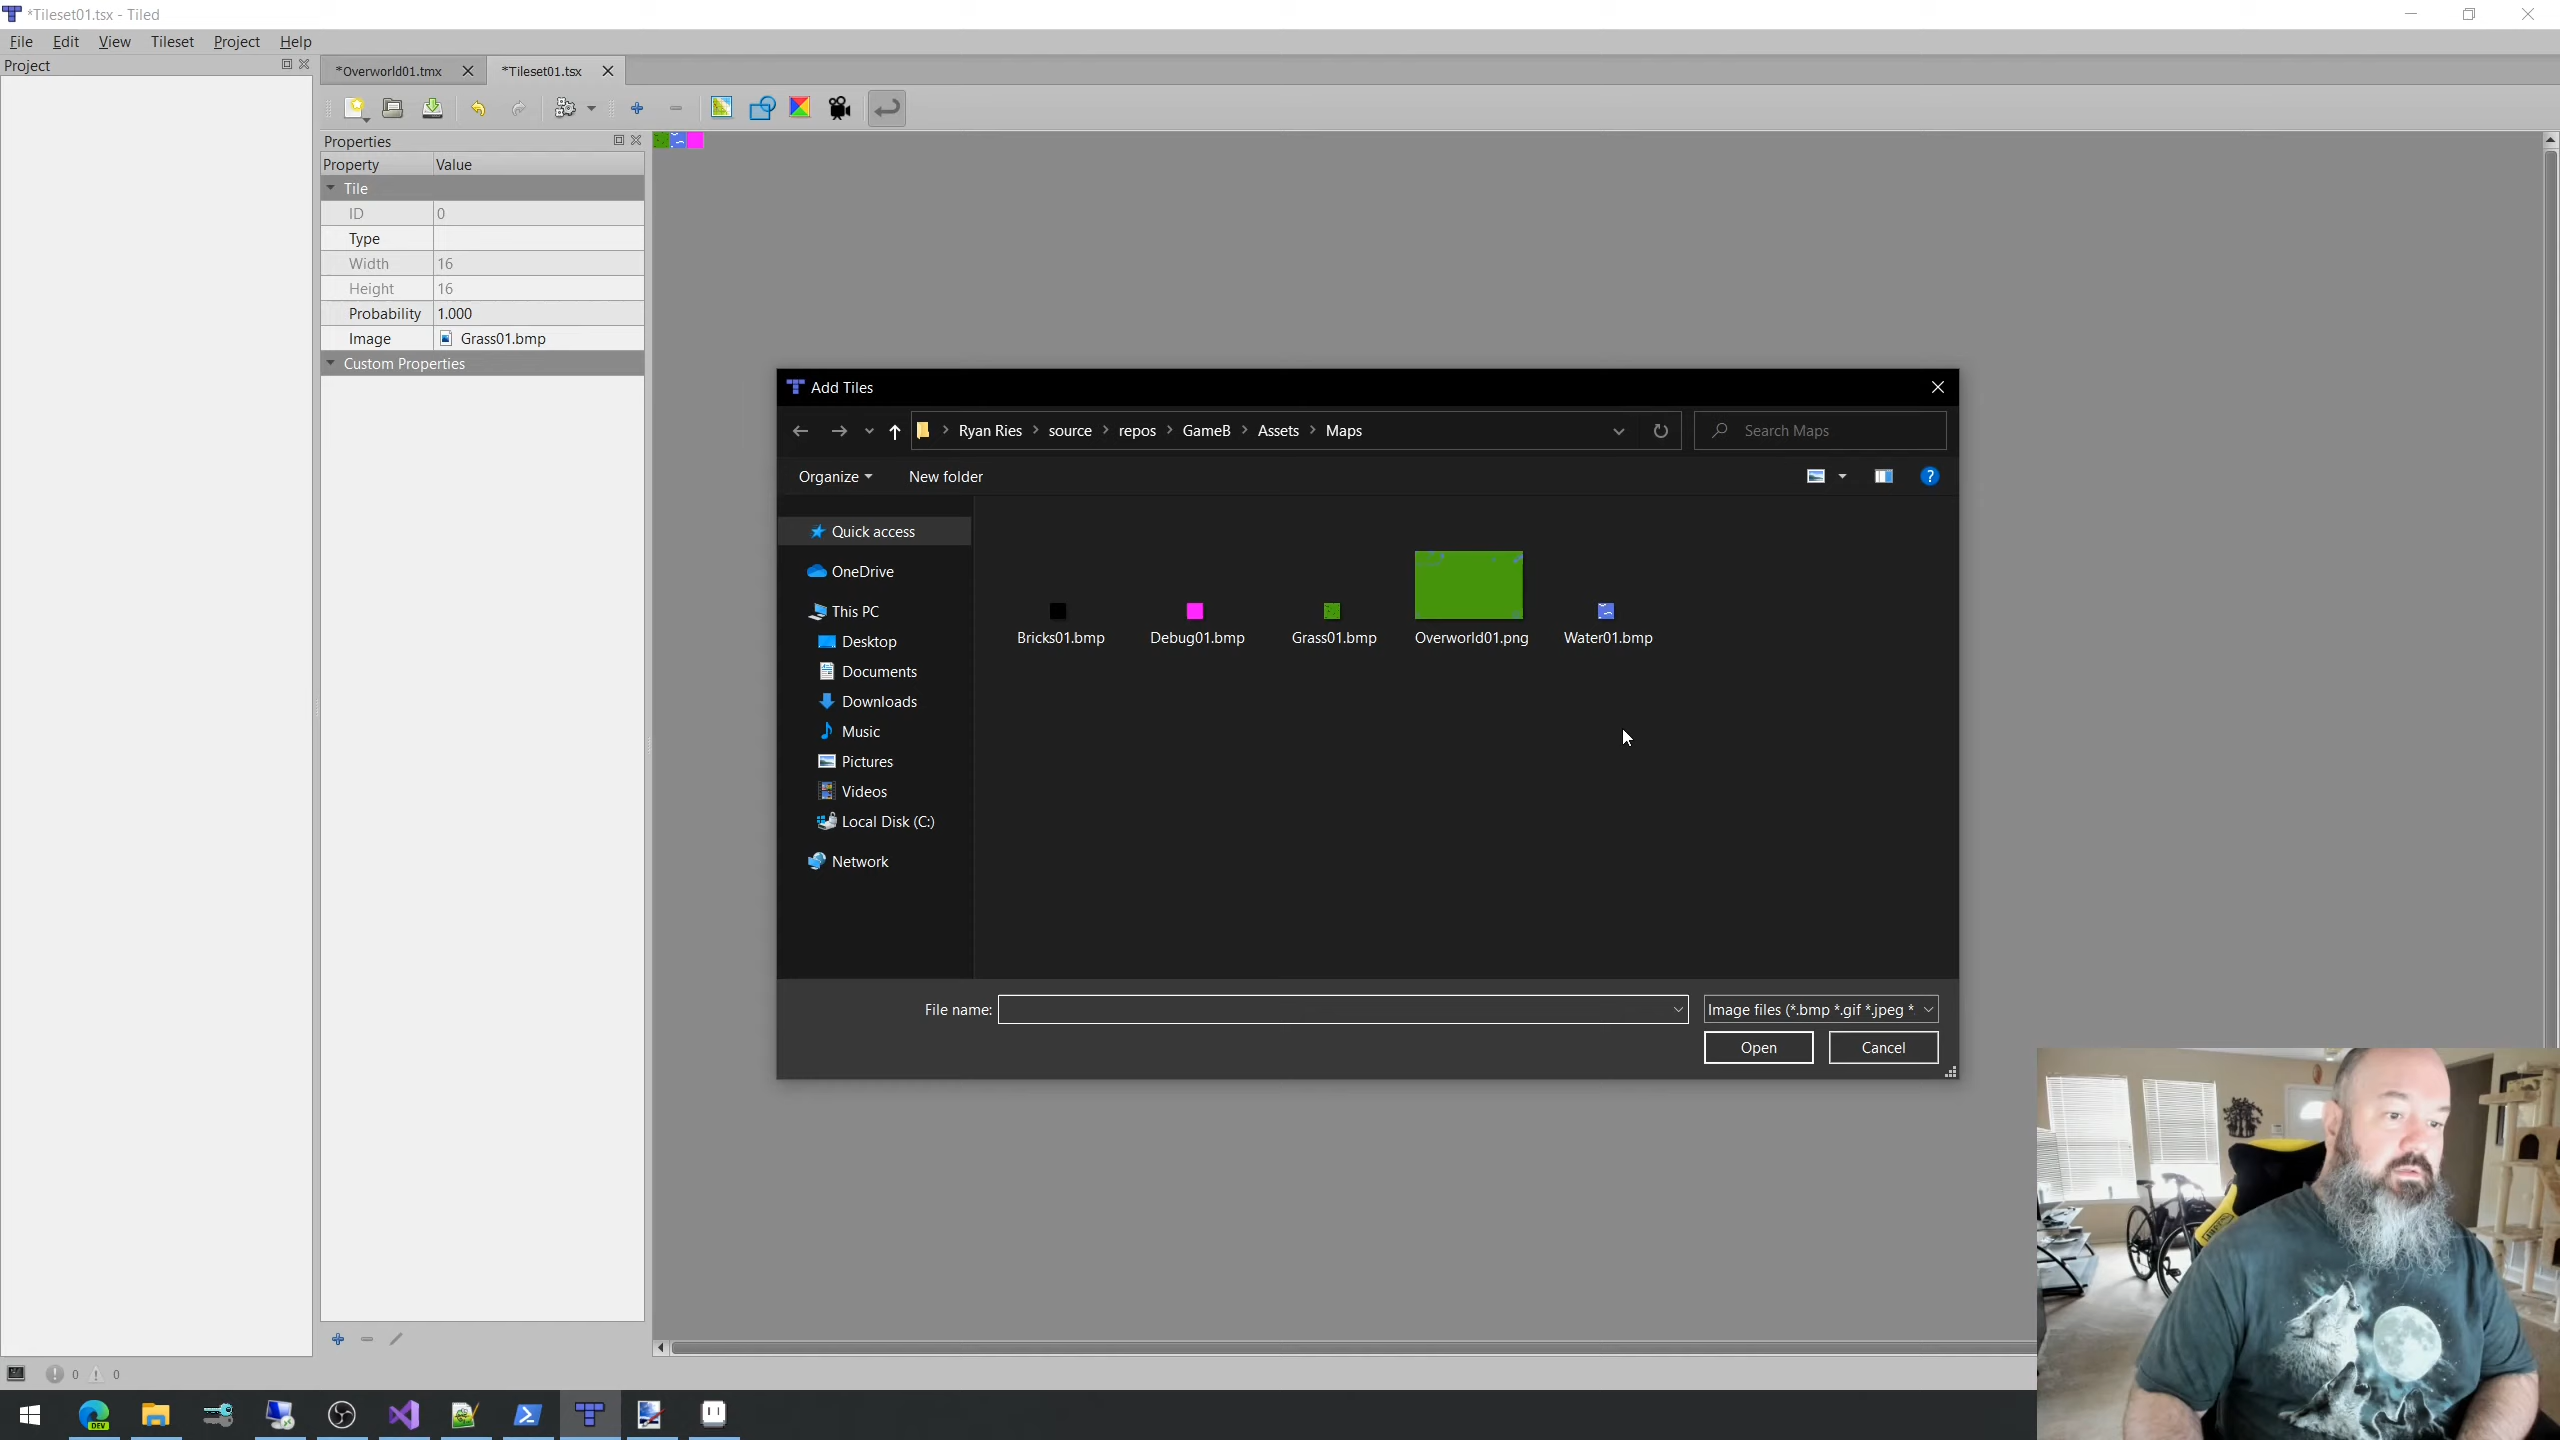 *Tileset01.tsx - Tiled
File Edit View Tileset Project Help
Project
*Overworld01.tmx
*Tileset01.tsx
Properties
Property Value
Tile
ID 0
Type
Width 16
Height 16
Probability 1.000
Image Grass01.bmp
Custom Properties
Add Tiles
Ryan Ries > source > repos > GameB > Assets > Maps
Search Maps
Organize New folder
Quick access
OneDrive
This PC
Desktop
Documents
Downloads
Music
Pictures
Videos
Local Disk (C:)
Network
Bricks01.bmp Debug01.bmp Grass01.bmp Overworld01.png Water01.bmp
File name:
Image files (*.bmp *.gif *.jpeg *
Open Cancel
0 0
DEV